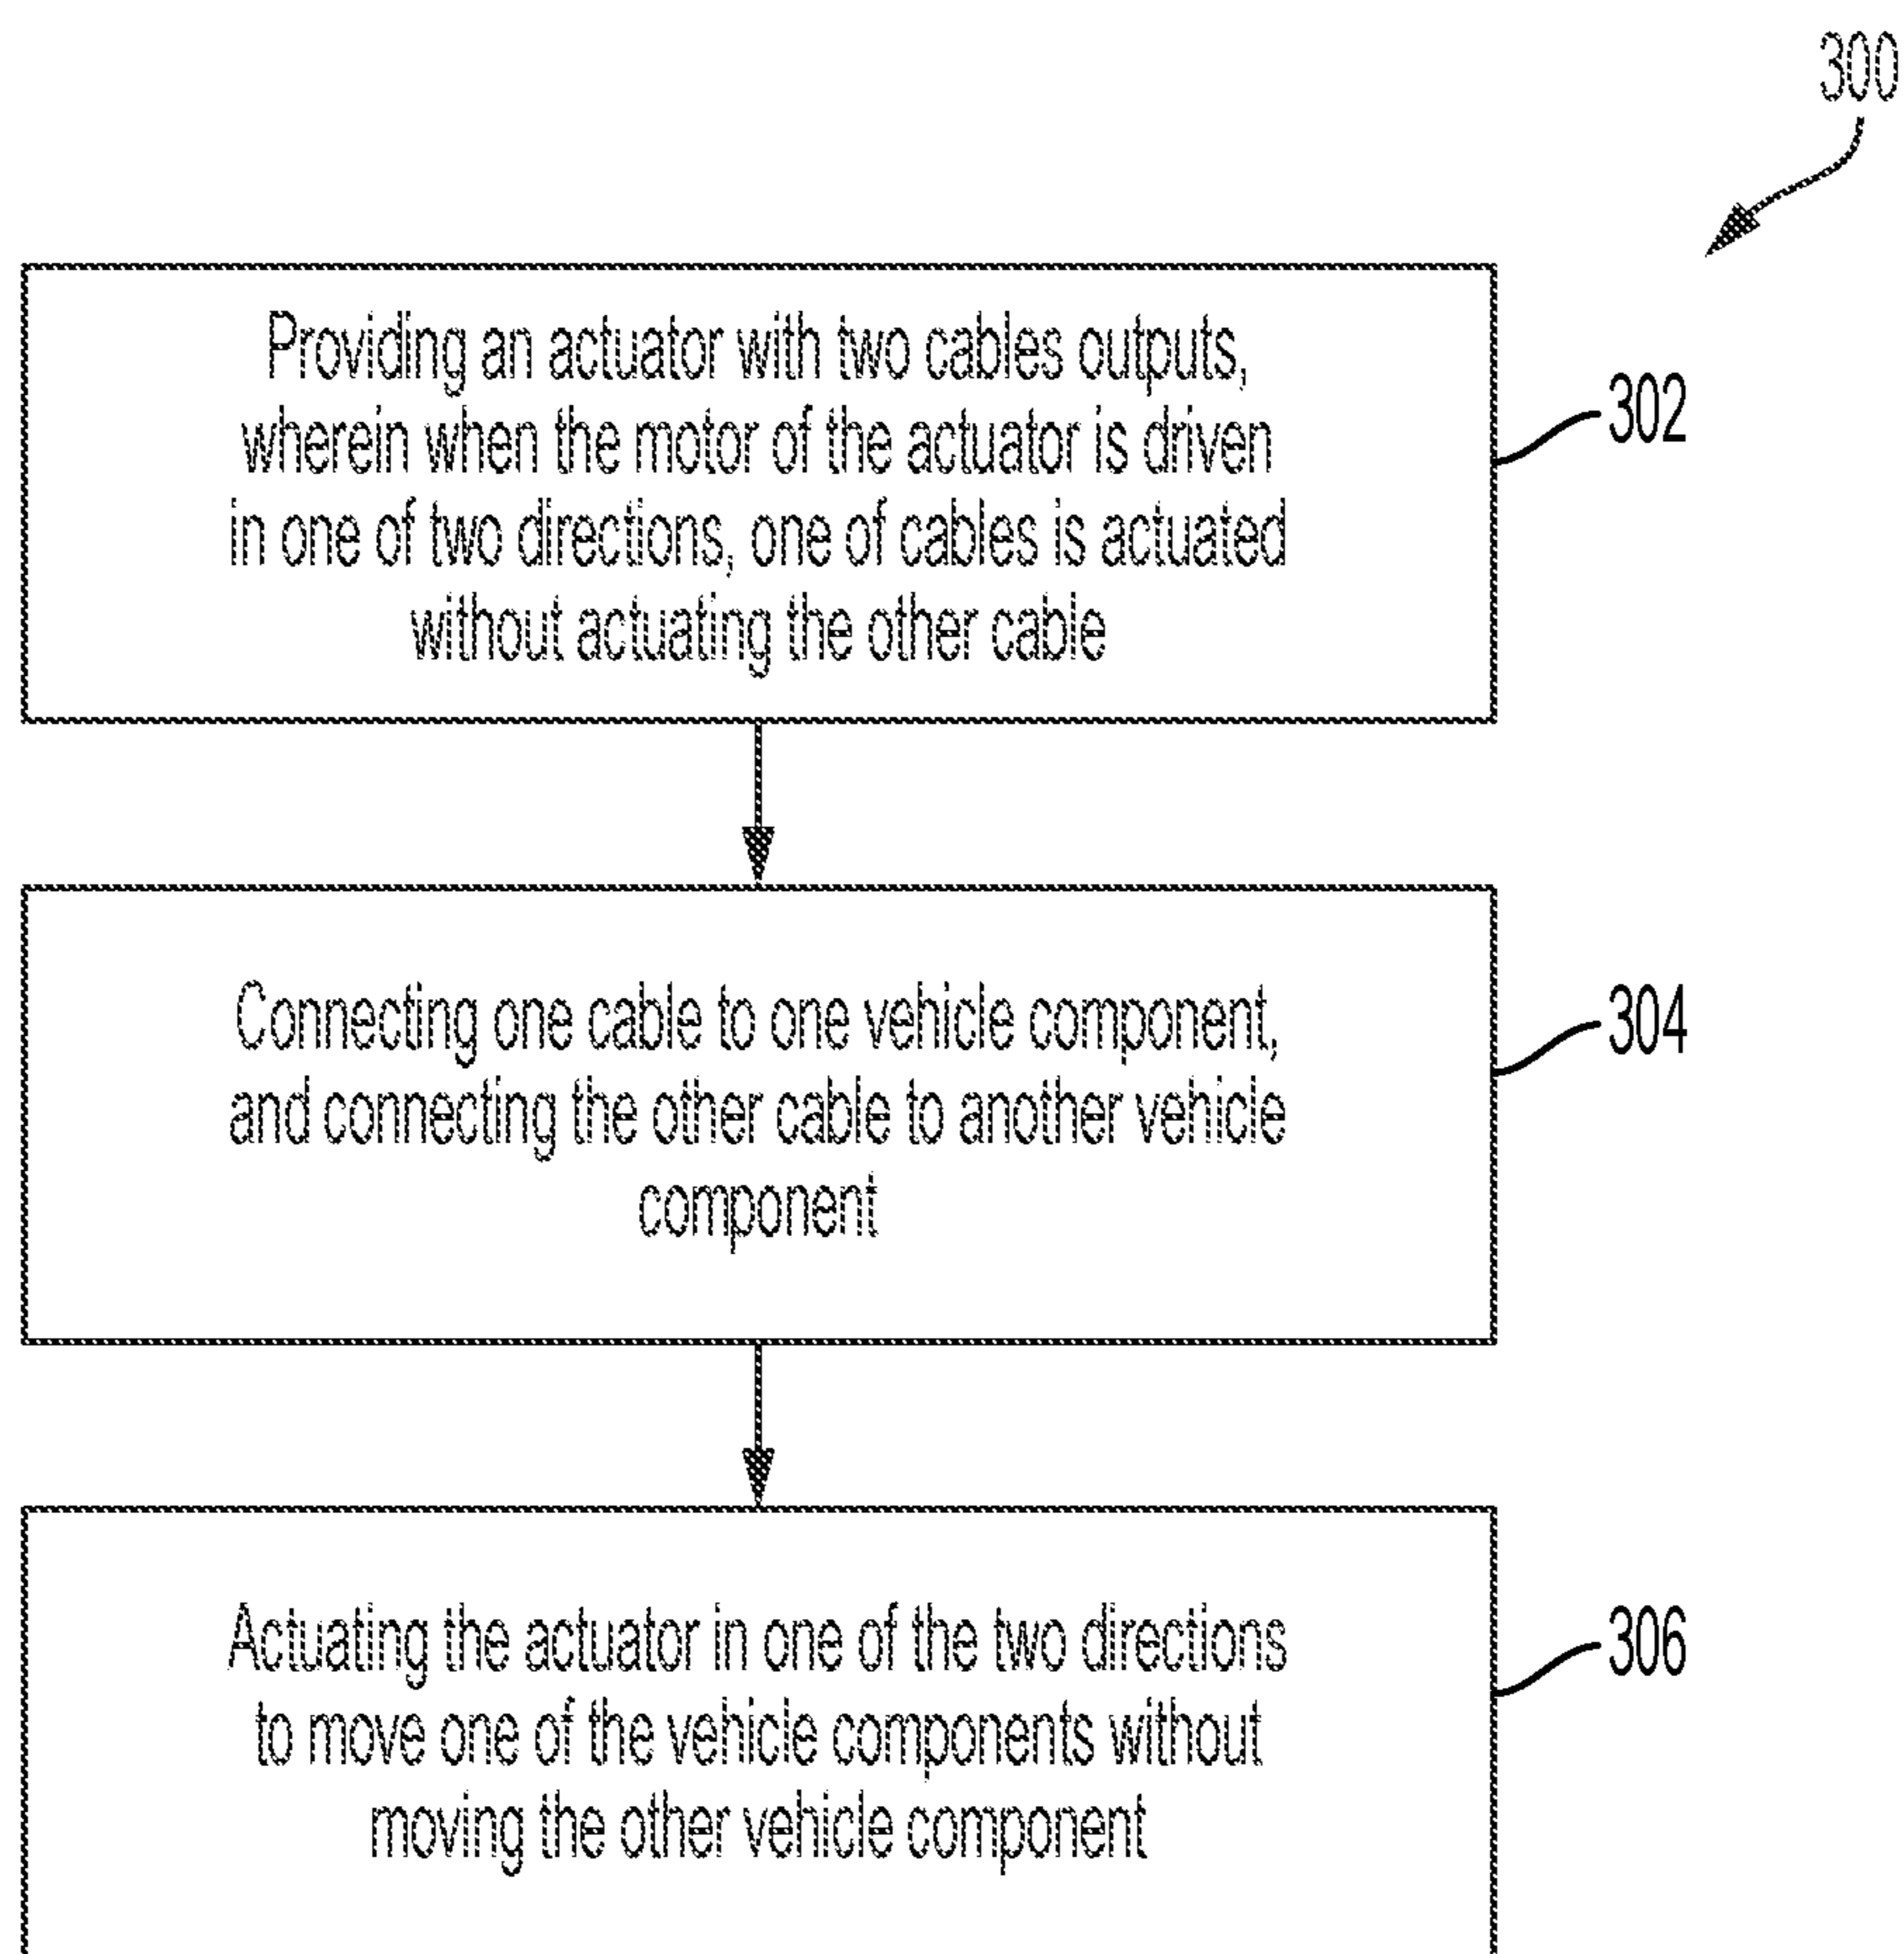 300
Providing an actuator with two cables outputs,
wherein when the motor of the actuator is driven
in one of two directions, one of cables is actuated
without actuating the other cable
302
Connecting one cable to one vehicle component,
and connecting the other cable to another vehicle
component
304
Actuating the actuator in one of the two directions
to move one of the vehicle components without
moving the other vehicle component
306